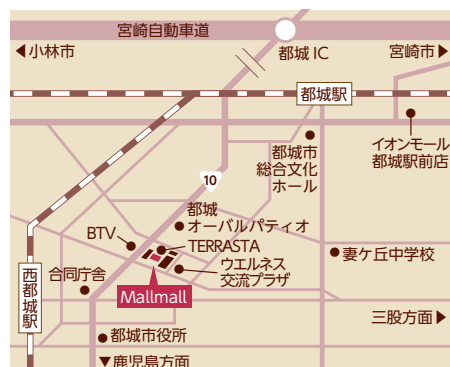 宮崎自動車道
◀小林市
都城 IC
宮崎市▶
都城駅
イオンモール
都城駅前店
都城市
総合文化
ホール
10
都城
オーバルパティオ
BTV
TERRASTA
ウエルネス
交流プラザ
妻ケ丘中学校
合同庁舎
西都城駅
Mallmall
三股方面▶
都城市役所
▼鹿児島方面